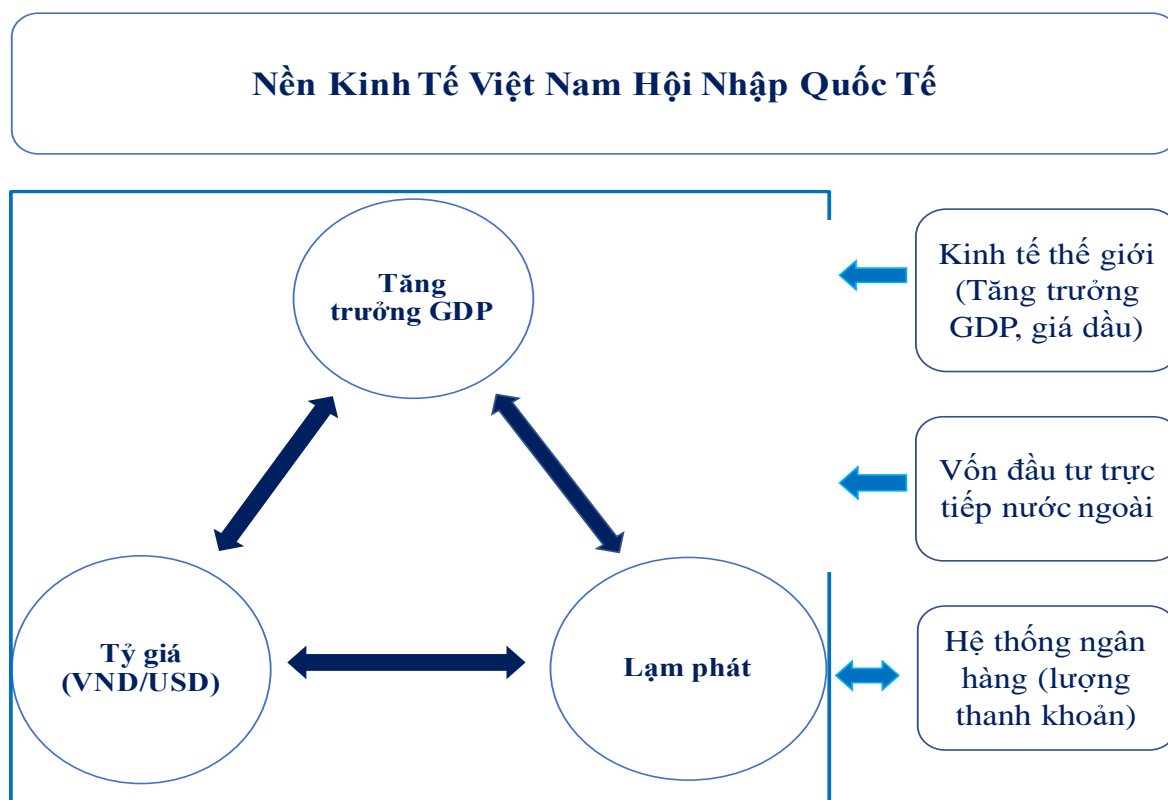 Nền Kinh Tế Việt Nam Hội Nhập Quốc Tế
Tăng
trưởng GDP
Kinh tế thế giới
(Tăng trưởng
GDP, giá dầu)
Vốn đầu tư trực
tiếp nước ngoài
Tỷ giá
(VND/USD)
Lạm phát
Hệ thống ngân
hàng (lượng
thanh khoản)